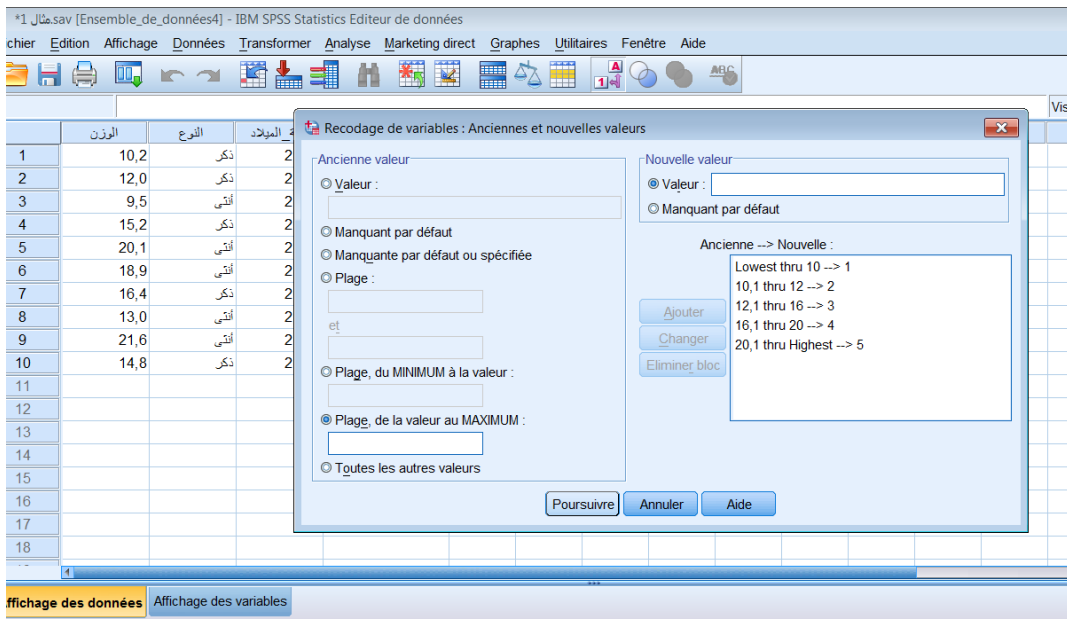 *مثال 1.sav [Ensemble_de_données4] - IBM SPSS Statistics Editeur de données
chier Edition Affichage Données Transformer Analyse Marketing direct Graphes Utilitaires Fenêtre Aide
A
1
ABC
Vis
الوزن النوع ة_الميلاد
1 10,2 ذكر 2
2 12,0 ذكر 2
3 9,5 أنثى 2
4 15,2 ذكر 2
5 20,1 أنثى 2
6 18,9 أنثى 2
7 16,4 ذكر 2
8 13,0 أنثى 2
9 21,6 أنثى 2
10 14,8 ذكر 2
11
12
13
14
15
16
17
18
Recodage de variables : Anciennes et nouvelles valeurs
Ancienne valeur
Valeur :
Manquant par défaut
Manquante par défaut ou spécifiée
Plage :
et
Plage, du MINIMUM à la valeur :
Plage, de la valeur au MAXIMUM :
Toutes les autres valeurs
Nouvelle valeur
Valeur :
Manquant par défaut
Ancienne --> Nouvelle :
Lowest thru 10 --> 1
10,1 thru 12 --> 2
12,1 thru 16 --> 3
16,1 thru 20 --> 4
20,1 thru Highest --> 5
Ajouter
Changer
Eliminer bloc
Poursuivre Annuler Aide
ffichage des données Affichage des variables